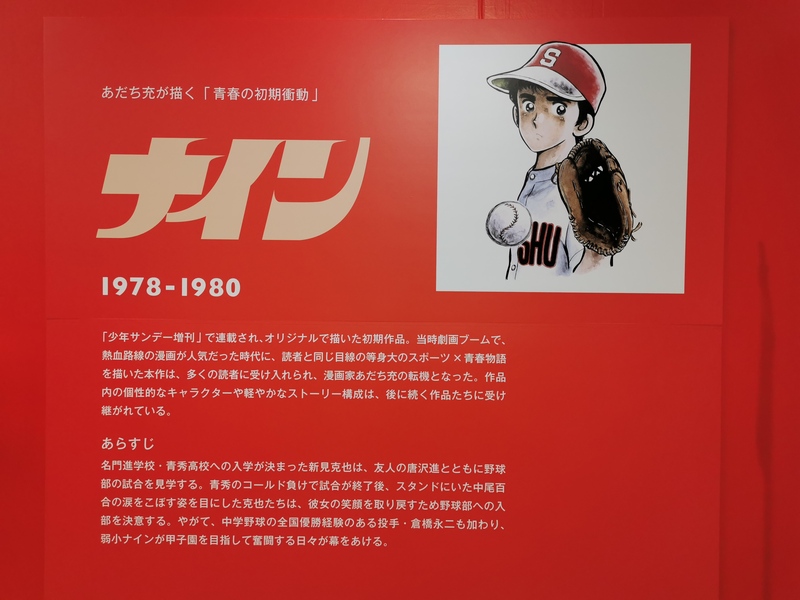 あだち充が描く「青春の初期衝動」
ナイン
1978-1980
S
SHU
「少年サンデー増刊」で連載され、オリジナルで描いた初期作品。当時劇画ブームで、
熱血路線の漫画が人気だった時代に、読者と同じ目線の等身大のスポーツ×青春物語
を描いた本作は、多くの読者に受け入れられ、漫画家あだち充の転機となった。作品
内の個性的なキャラクターや軽やかなストーリー構成は、後に続く作品たちに受け
継がれている。
あらすじ
名門進学校・青秀高校への入学が決まった新見克也は、友人の唐沢進とともに野球
部の試合を見学する。青秀のコールド負けで試合が終了後、スタンドにいた中尾百
合の涙をこぼす姿を目にした克也たちは、彼女の笑顔を取り戻すため野球部への入
部を決意する。やがて、中学野球の全国優勝経験のある投手・倉橋永二も加わり、
弱小ナインが甲子園を目指して奮闘する日々が幕をあける。